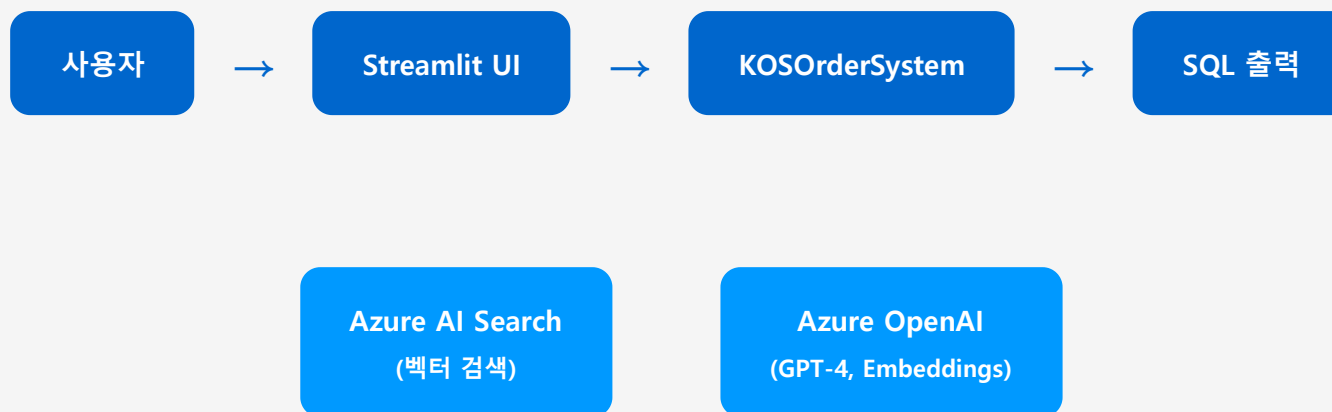 사용자 → Streamlit UI → KOSOrderSystem → SQL 출력
Azure AI Search
(벡터 검색)
Azure OpenAI
(GPT-4, Embeddings)